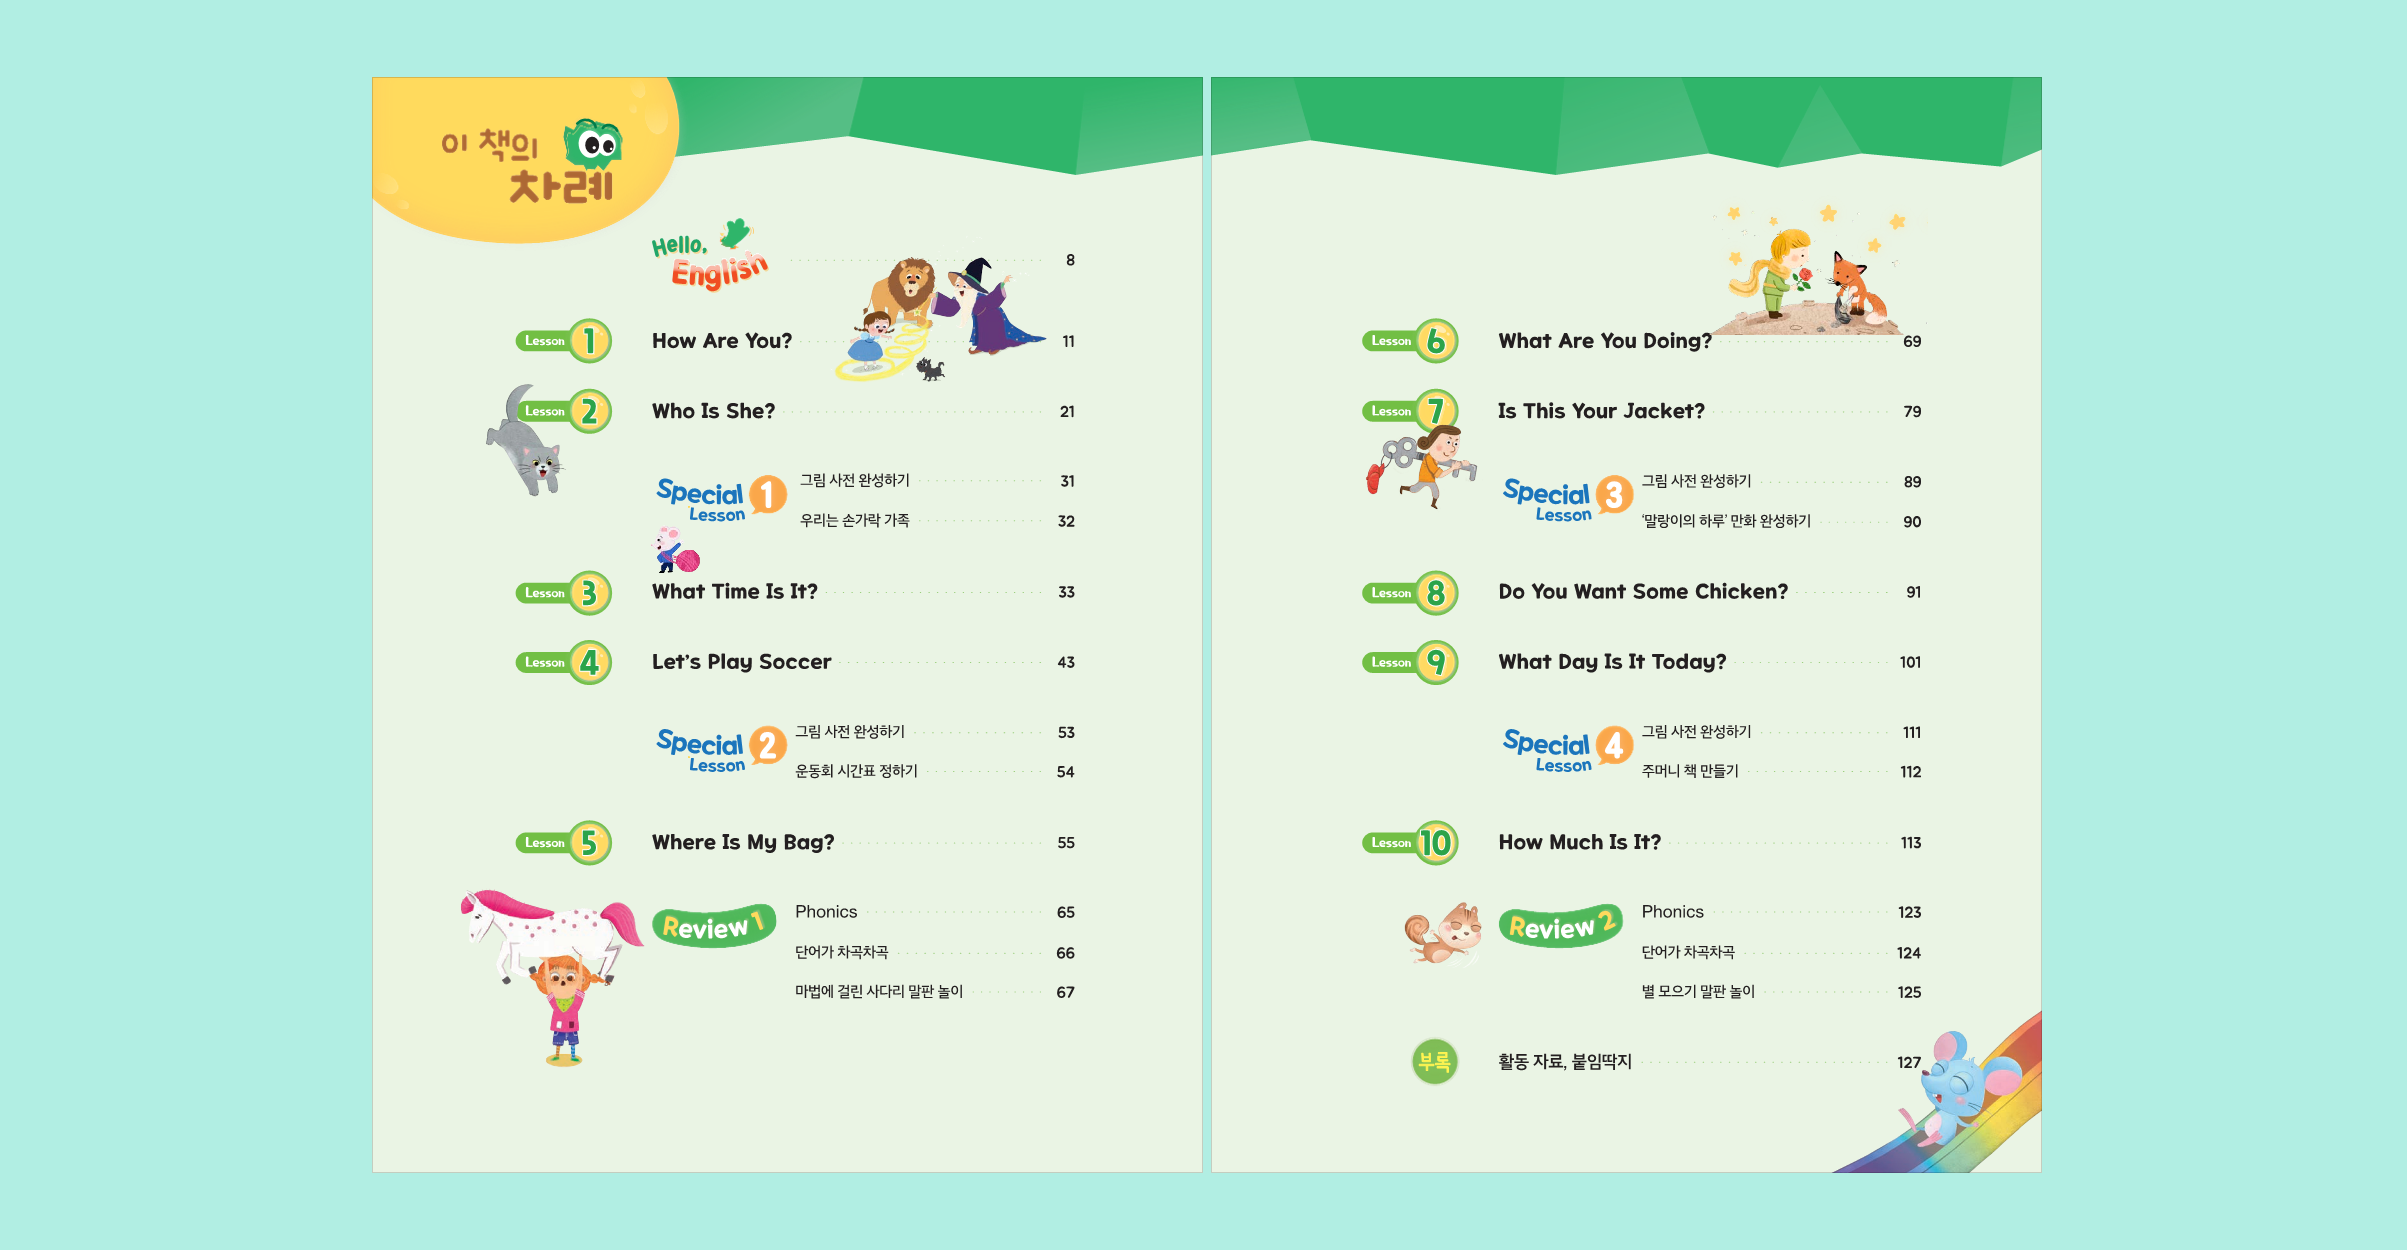 이 책의
차례
Hello, English 8
Lesson 1 How Are You? 11
Lesson 2 Who Is She? 21
Special Lesson 1 그림 사전 완성하기 31
우리는 손가락 가족 32
Lesson 3 What Time Is It? 33
Lesson 4 Let's Play Soccer 43
Special Lesson 2 그림 사전 완성하기 53
운동회 시간표 정하기 54
Lesson 5 Where Is My Bag? 55
Review 1 Phonics 65
단어가 차곡차곡 66
마법에 걸린 사다리 말판 놀이 67
Lesson 6 What Are You Doing? 69
Lesson 7 Is This Your Jacket? 79
Special Lesson 3 그림 사전 완성하기 89
‘말랑이의 하루’ 만화 완성하기 90
Lesson 8 Do You Want Some Chicken? 91
Lesson 9 What Day Is It Today? 101
Special Lesson 4 그림 사전 완성하기 111
주머니 책 만들기 112
Lesson 10 How Much Is It? 113
Review 2 Phonics 123
단어가 차곡차곡 124
별 모으기 말판 놀이 125
부록 활동 자료, 붙임딱지 127